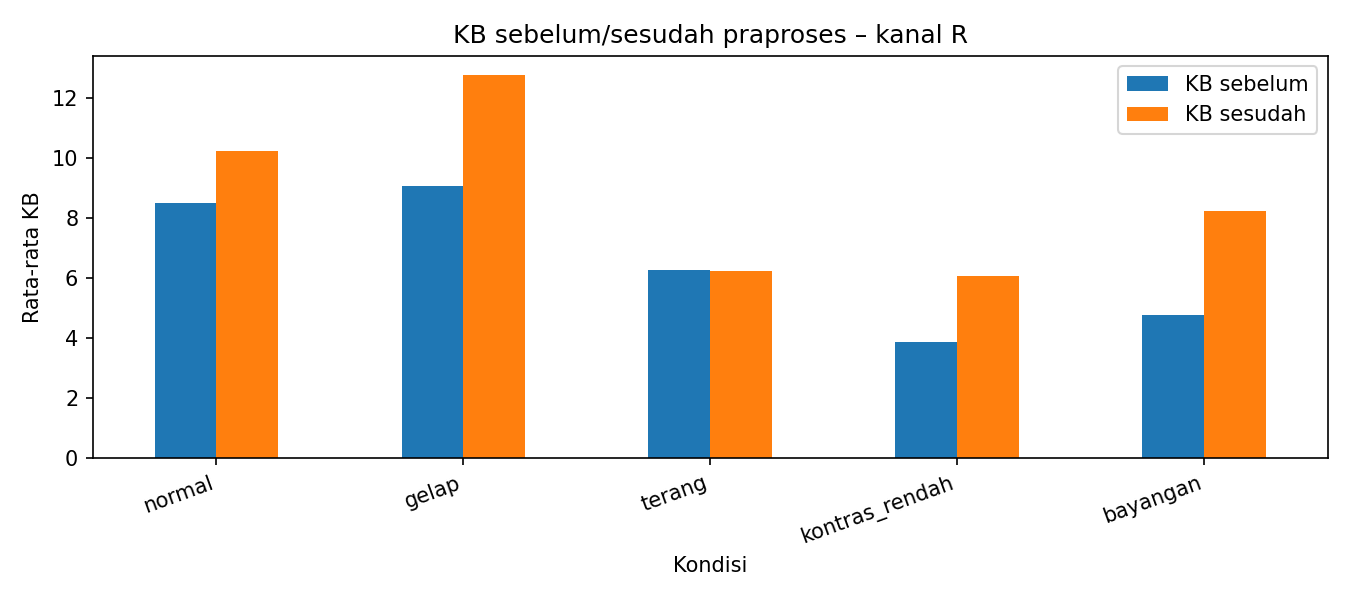 KB sebelum/sesudah praproses – kanal R
KB sebelum
KB sesudah
Rata-rata KB
12
10
8
6
4
2
0
normal
gelap
terang
kontras_rendah
bayangan
Kondisi